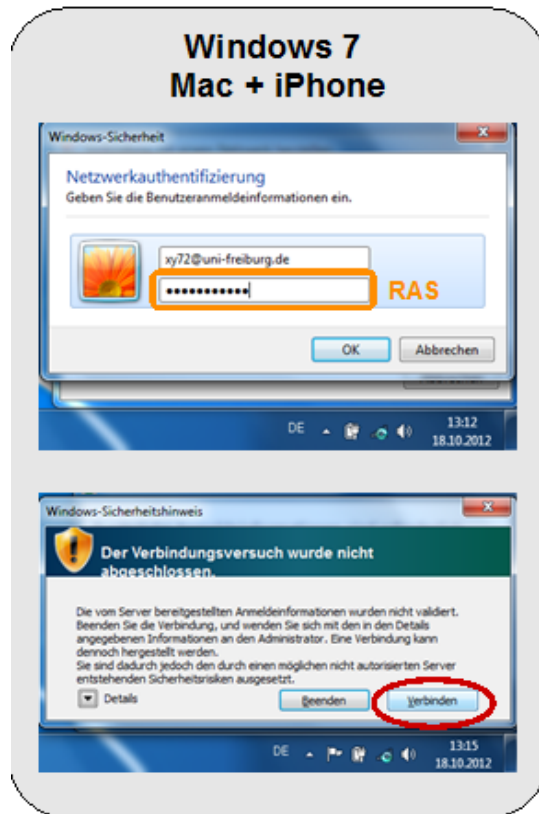 Windows 7
Mac + iPhone
Windows-Sicherheit
Netzwerkauthentifizierung
Geben Sie die Benutzeranmeldeinformationen ein.
xy72@uni-freiburg.de
•••••••••••
RAS
OK Abbrechen
DE 13:12
18.10.2012
Windows-Sicherheitshinweis
Der Verbindungsversuch wurde nicht
abgeschlossen.
Die vom Server bereitgestellten Anmeldeinformationen wurden nicht validiert.
Beenden Sie die Verbindung, und wenden Sie sich mit den in den Details
angegebenen Informationen an den Administrator. Eine Verbindung kann
dennoch hergestellt werden.
Sie sind dadurch jedoch den durch einen möglichen nicht autorisierten Server
entstehenden Sicherheitsrisiken ausgesetzt.
Details Beenden Verbinden
DE 13:15
18.10.2012